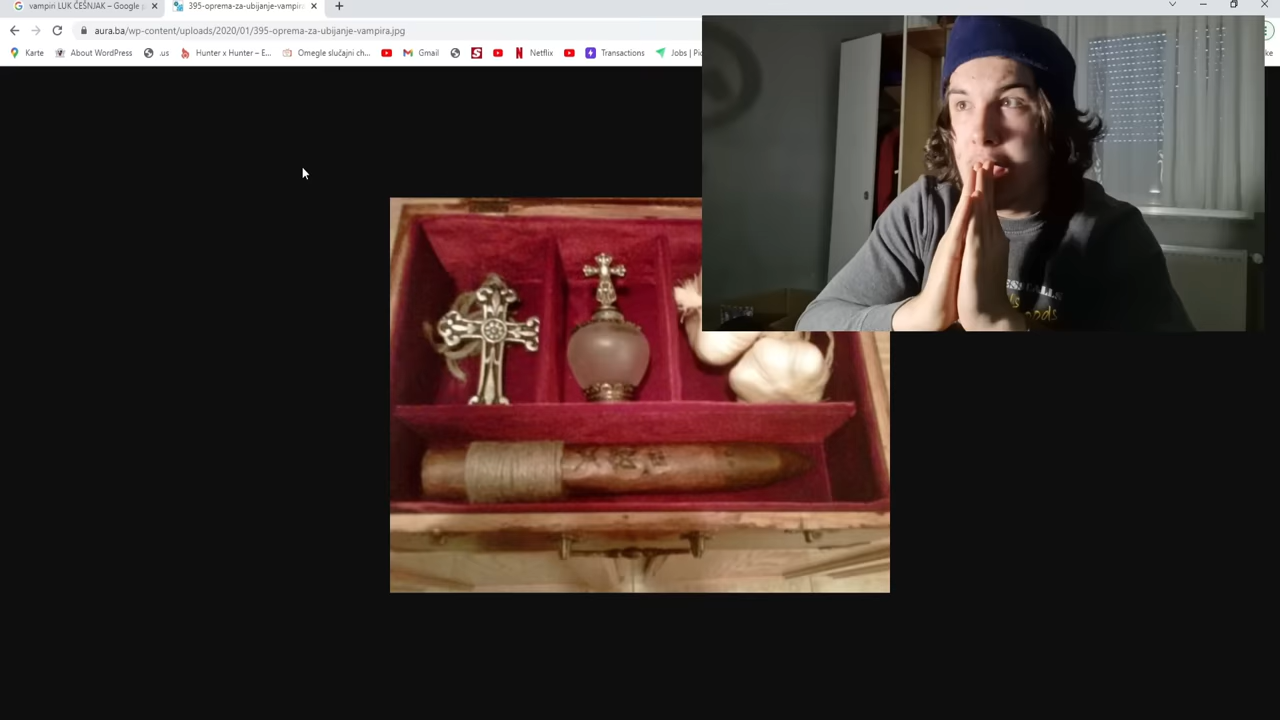 vampiri LUK ČEŠNJAK – Google p
395-oprema-za-ubijanje-vampira
aura.ba/wp-content/uploads/2020/01/395-oprema-za-ubijanje-vampira.jpg
Karte
About WordPress
.us
Hunter x Hunter – E...
Omegle slučajni ch...
Gmail
Netflix
Transactions
Jobs | Pi